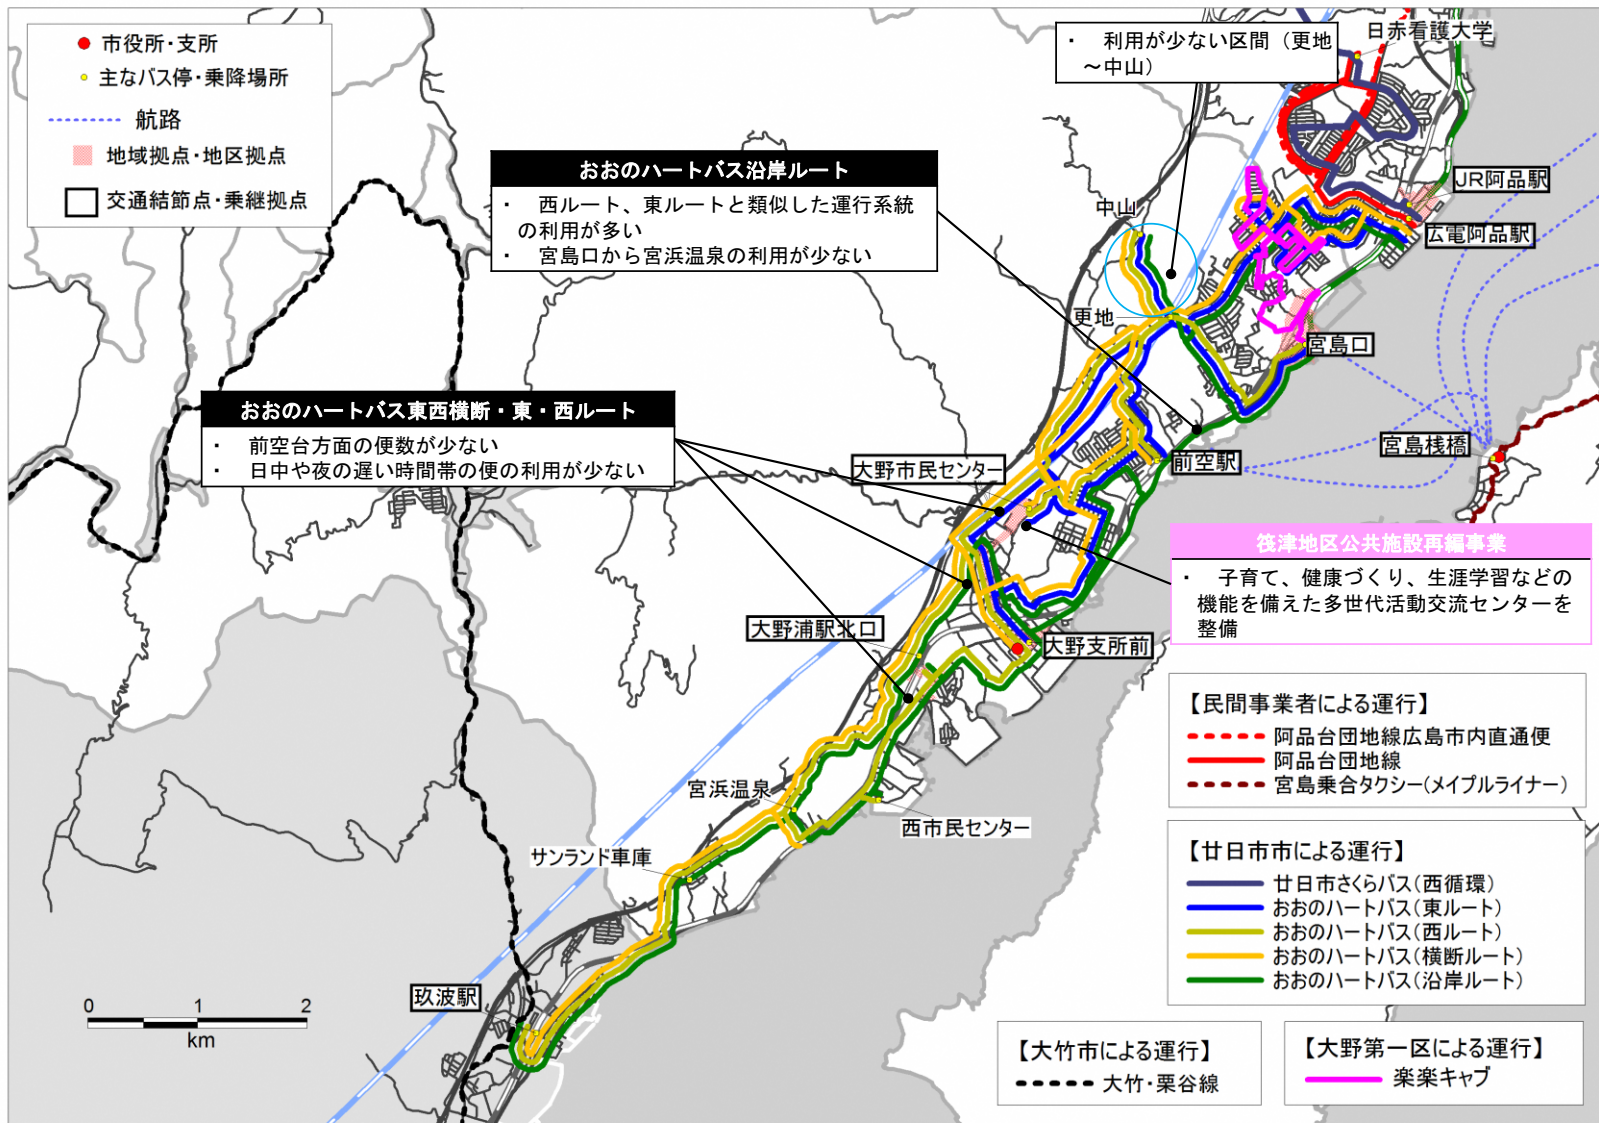 市役所・支所
主なバス停・乗降場所
航路
地域拠点・地区拠点
交通結節点・乗継拠点
・ 利用が少ない区間（更地
～中山）
日赤看護大学
おおのハートバス沿岸ルート
・ 西ルート、東ルートと類似した運行系統
の利用が多い
・ 宮島口から宮浜温泉の利用が少ない
中山
JR阿品駅
広電阿品駅
更地
宮島口
おおのハートバス東西横断・東・西ルート
・ 前空台方面の便数が少ない
・ 日中や夜の遅い時間帯の便の利用が少ない
大野市民センター
前空駅
宮島桟橋
筏津地区公共施設再編事業
・ 子育て、健康づくり、生涯学習などの
機能を備えた多世代活動交流センターを
整備
大野浦駅北口
大野支所前
宮浜温泉
西市民センター
サンランド車庫
玖波駅
0 1 2
km
【民間事業者による運行】
阿品台団地線広島市内直通便
阿品台団地線
宮島乗合タクシー(メイプルライナー)
【廿日市市による運行】
廿日市さくらバス(西循環)
おおのハートバス(東ルート)
おおのハートバス(西ルート)
おおのハートバス(横断ルート)
おおのハートバス(沿岸ルート)
【大竹市による運行】
大竹・栗谷線
【大野第一区による運行】
楽楽キャブ